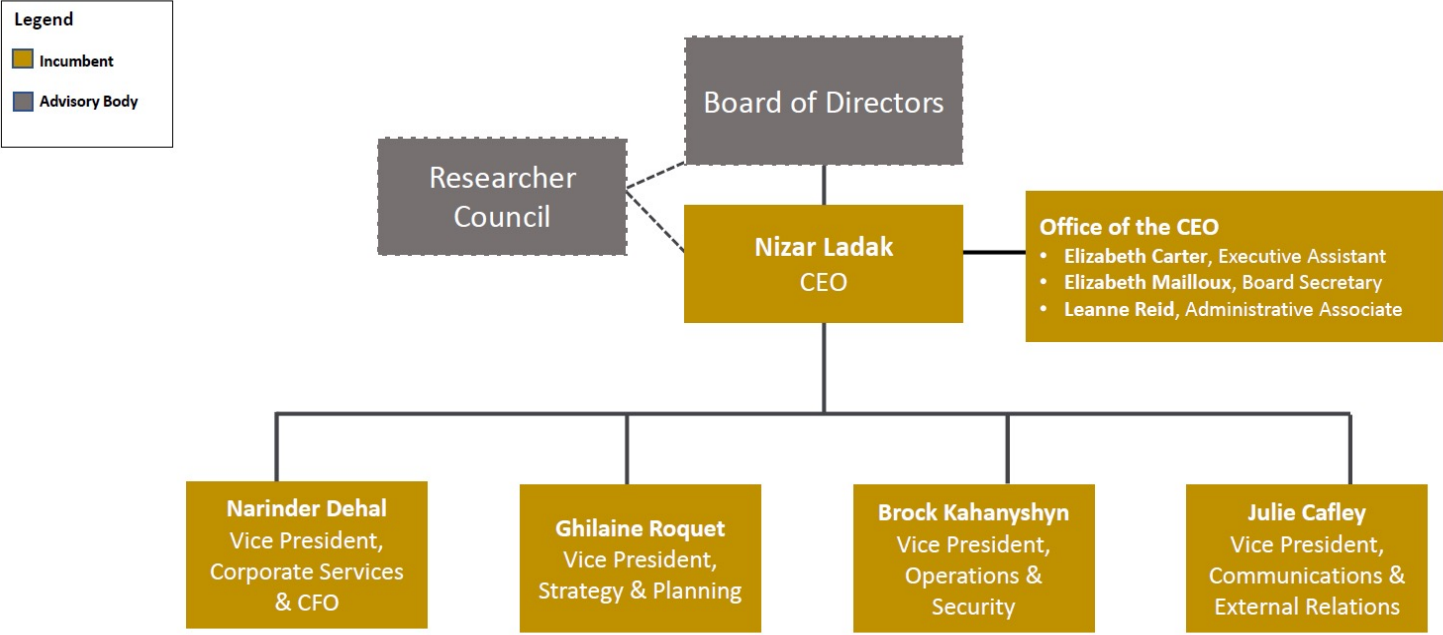 Legend
Incumbent
Advisory Body
Board of Directors
Researcher
Council
Nizar Ladak
CEO
Office of the CEO
• Elizabeth Carter, Executive Assistant
• Elizabeth Mailloux, Board Secretary
• Leanne Reid, Administrative Associate
Narinder Dehal
Vice President,
Corporate Services
& CFO
Ghilaine Roquet
Vice President,
Strategy & Planning
Brock Kahanyshyn
Vice President,
Operations &
Security
Julie Cafley
Vice President,
Communications &
External Relations